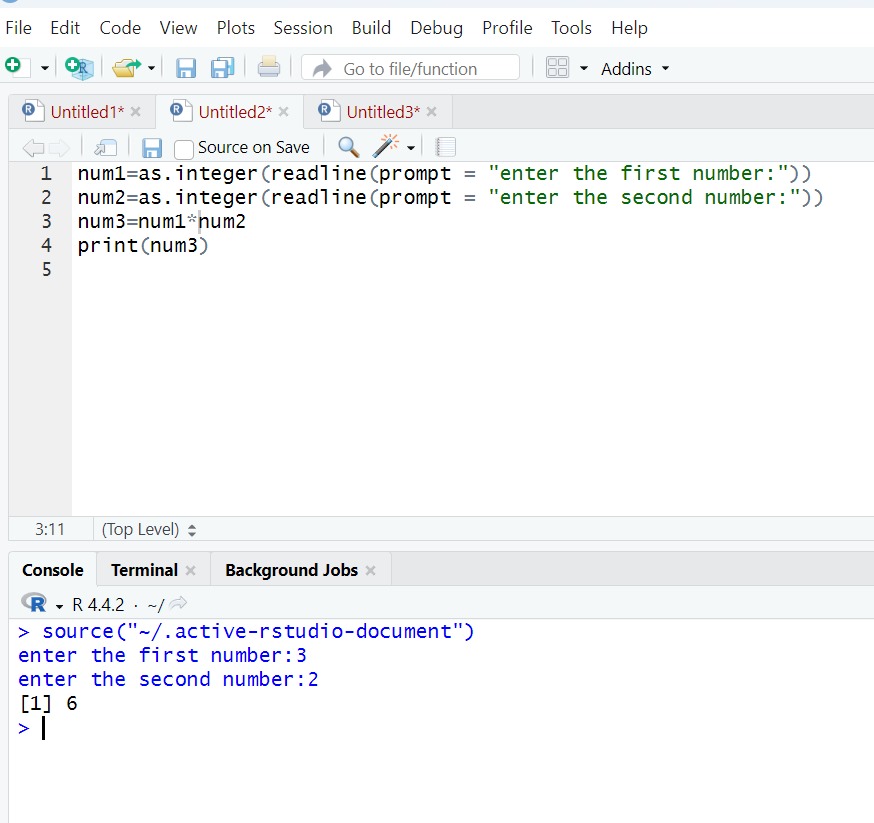 File Edit Code View Plots Session Build Debug Profile Tools Help
R Go to file/function Addins
R Untitled1* × R Untitled2* × R Untitled3* ×
Source on Save
1 num1=as.integer(readline(prompt = "enter the first number:"))
2 num2=as.integer(readline(prompt = "enter the second number:"))
3 num3=num1*num2
4 print(num3)
5
3:11 (Top Level)
Console Terminal × Background Jobs ×
R R 4.4.2 · ~/
> source("~/.active-rstudio-document")
enter the first number:3
enter the second number:2
[1] 6
>